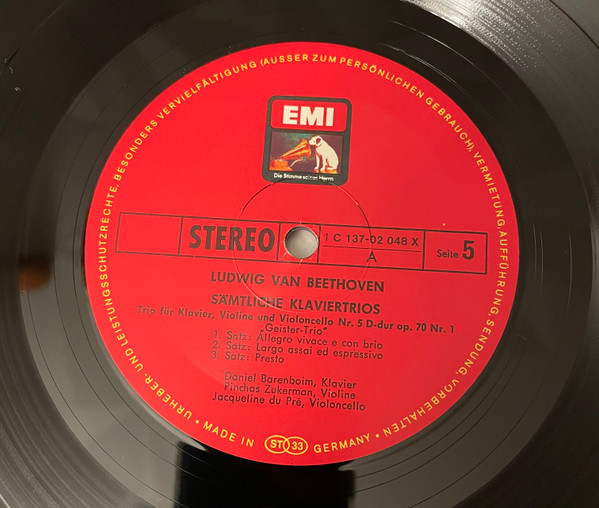 URHEBER- UND LEISTUNGSSCHUTZRECHTE, BESONDERS VERVIELFÄLTIGUNG (AUSSER ZUM PERSÖNLICHEN GEBRAUCH), VERMIETUNG, AUFFÜHRUNG, SENDUNG, VORBEHALTEN •
EMI
Die Stimme seines Herrn
STEREO
1 C 137-02 048 X
A
Seite 5
LUDWIG VAN BEETHOVEN
SÄMTLICHE KLAVIERTRIOS
Trio für Klavier, Violine und Violoncello Nr. 5 D-dur op. 70 Nr. 1
„Geister-Trio"
1. Satz: Allegro vivace e con brio
2. Satz: Largo assai ed espressivo
3. Satz: Presto
Daniel Barenboim, Klavier
Pinchas Zukerman, Violine
Jacqueline du Pré, Violoncello
• MADE IN GERMANY •
ST 33